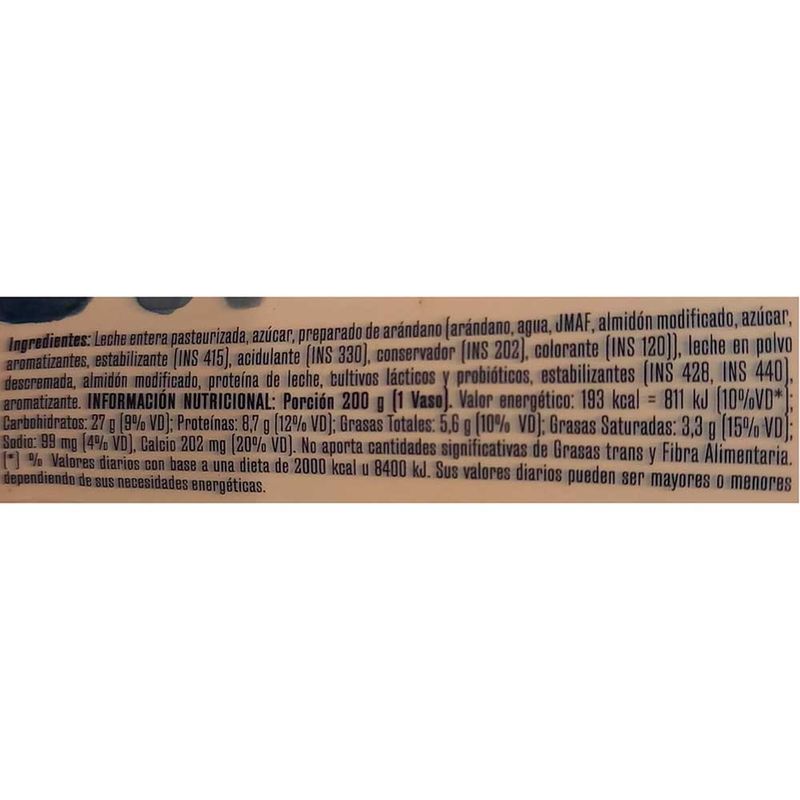 Ingredientes: Leche entera pasteurizada, azúcar, preparado de arándano (arándano, agua, JMAF, almidón modificado, azúcar,
aromatizantes, estabilizante (INS 415), acidulante (INS 330), conservador (INS 202), colorante (INS 120)), leche en polvo
descremada, almidón modificado, proteína de leche, cultivos lácticos y probióticos, estabilizantes (INS 428, INS 440),
aromatizante. INFORMACIÓN NUTRICIONAL: Porción 200 g (1 Vaso). Valor energético: 193 kcal = 811 kJ (10%VD*);
Carbohidratos: 27 g (9% VD); Proteínas: 8,7 g (12% VD); Grasas Totales: 5,6 g (10% VD); Grasas Saturadas: 3,3 g (15% VD);
Sodio: 99 mg (4% VD), Calcio 202 mg (20% VD). No aporta cantidades significativas de Grasas trans y Fibra Alimentaria.
(*) % Valores diarios con base a una dieta de 2000 kcal u 8400 kJ. Sus valores diarios pueden ser mayores o menores
dependiendo de sus necesidades energéticas.